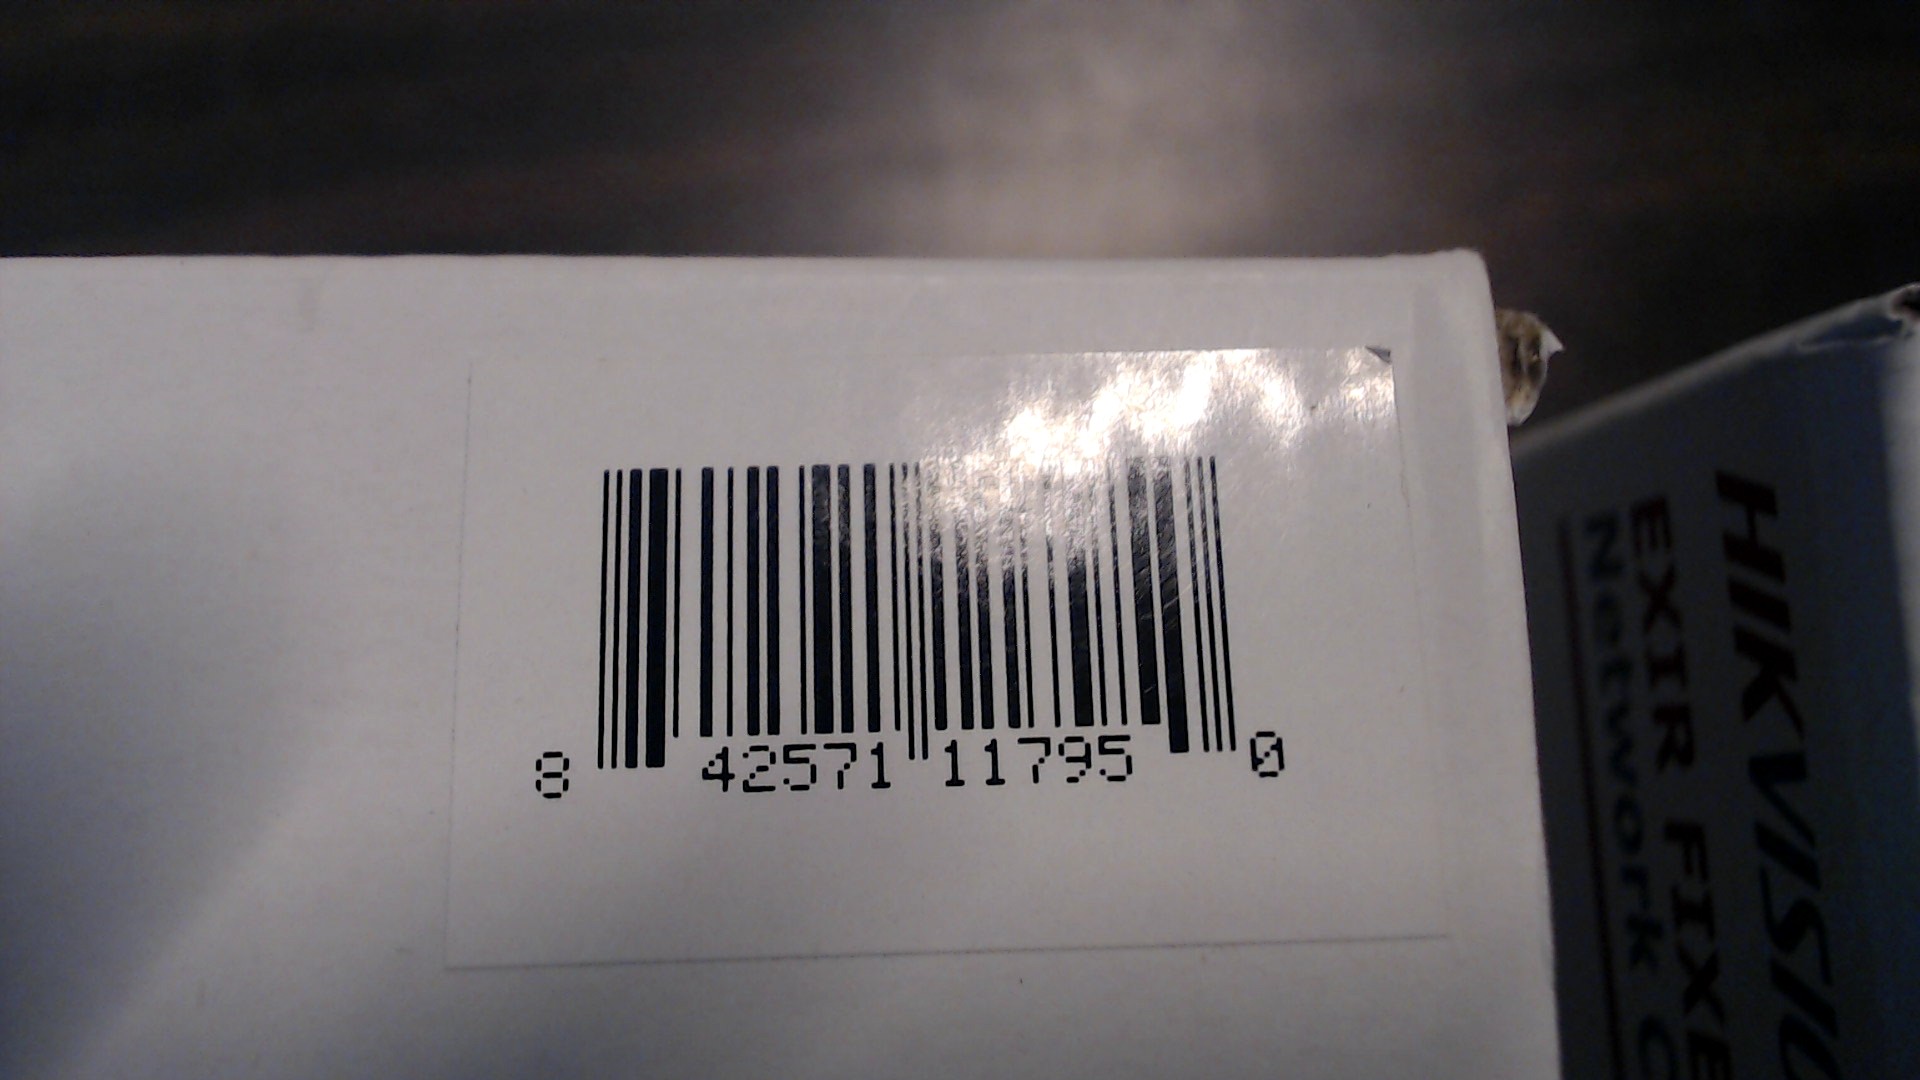 8 42571 11795 0
HIKVISIO
EXIR FIXE
Network C